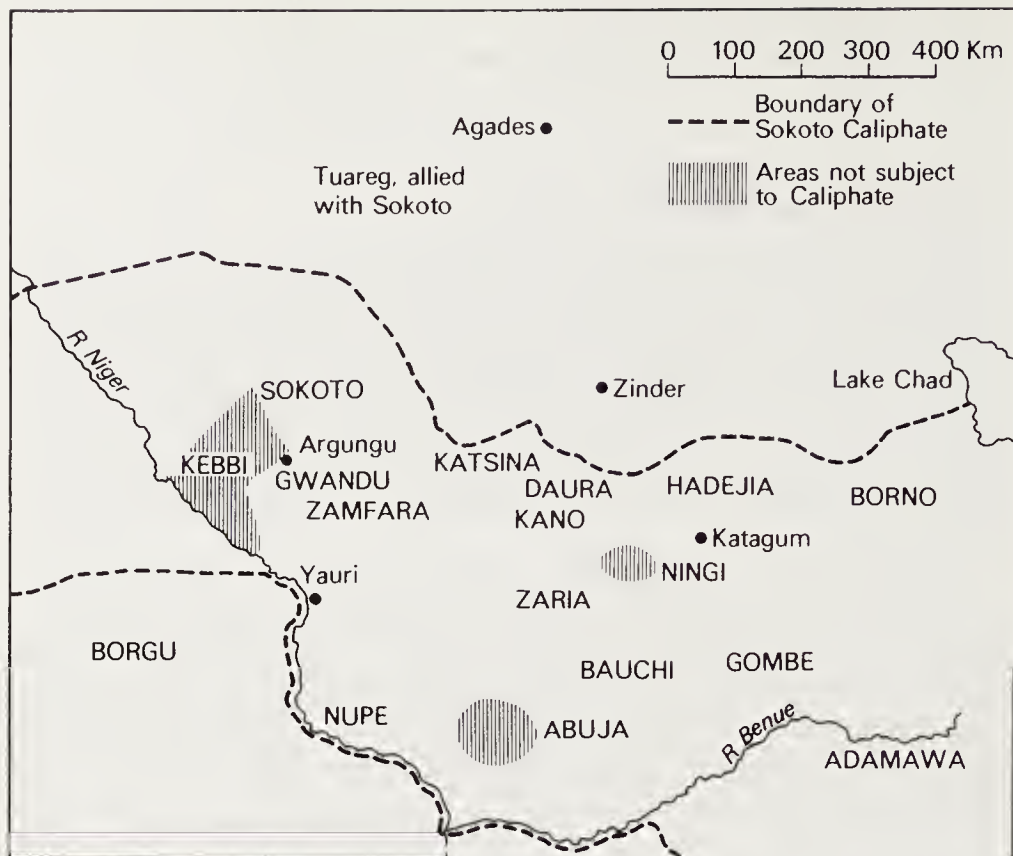 0 100 200 300 400 Km
Boundary of
Sokoto Caliphate
Areas not subject
to Caliphate
Agades
Tuareg, allied
with Sokoto
R Niger
Lake Chad
Zinder
SOKOTO
Argungu
KEBBI
GWANDU
ZAMFARA
KATSINA
DAURA
KANO
HADEJIA
BORNO
Katagum
NINGI
Yauri
ZARIA
BORGU
BAUCHI
GOMBE
NUPE
ABUJA
R Benue
ADAMAWA